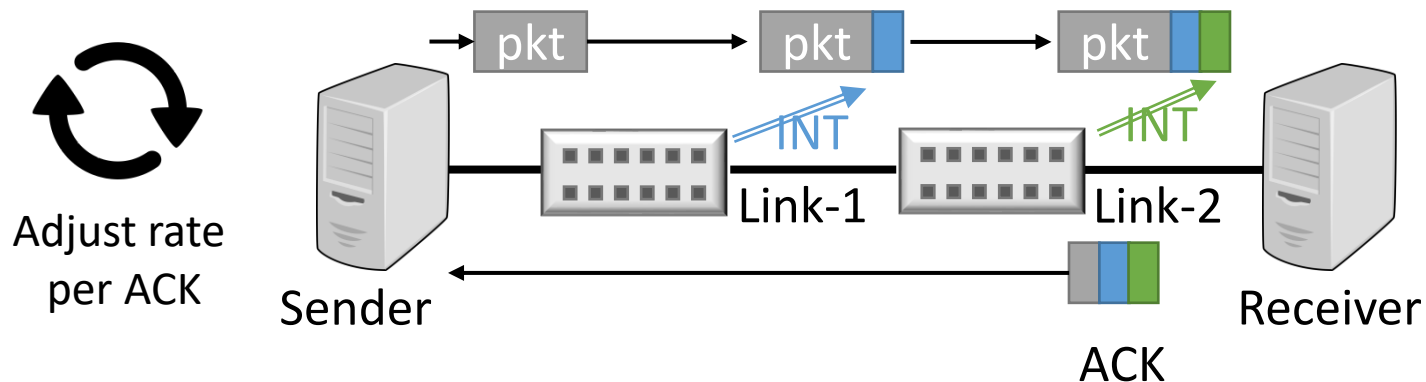 pkt
pkt
pkt
INT
INT
Link-1
Link-2
Adjust rate
per ACK
Sender
Receiver
ACK